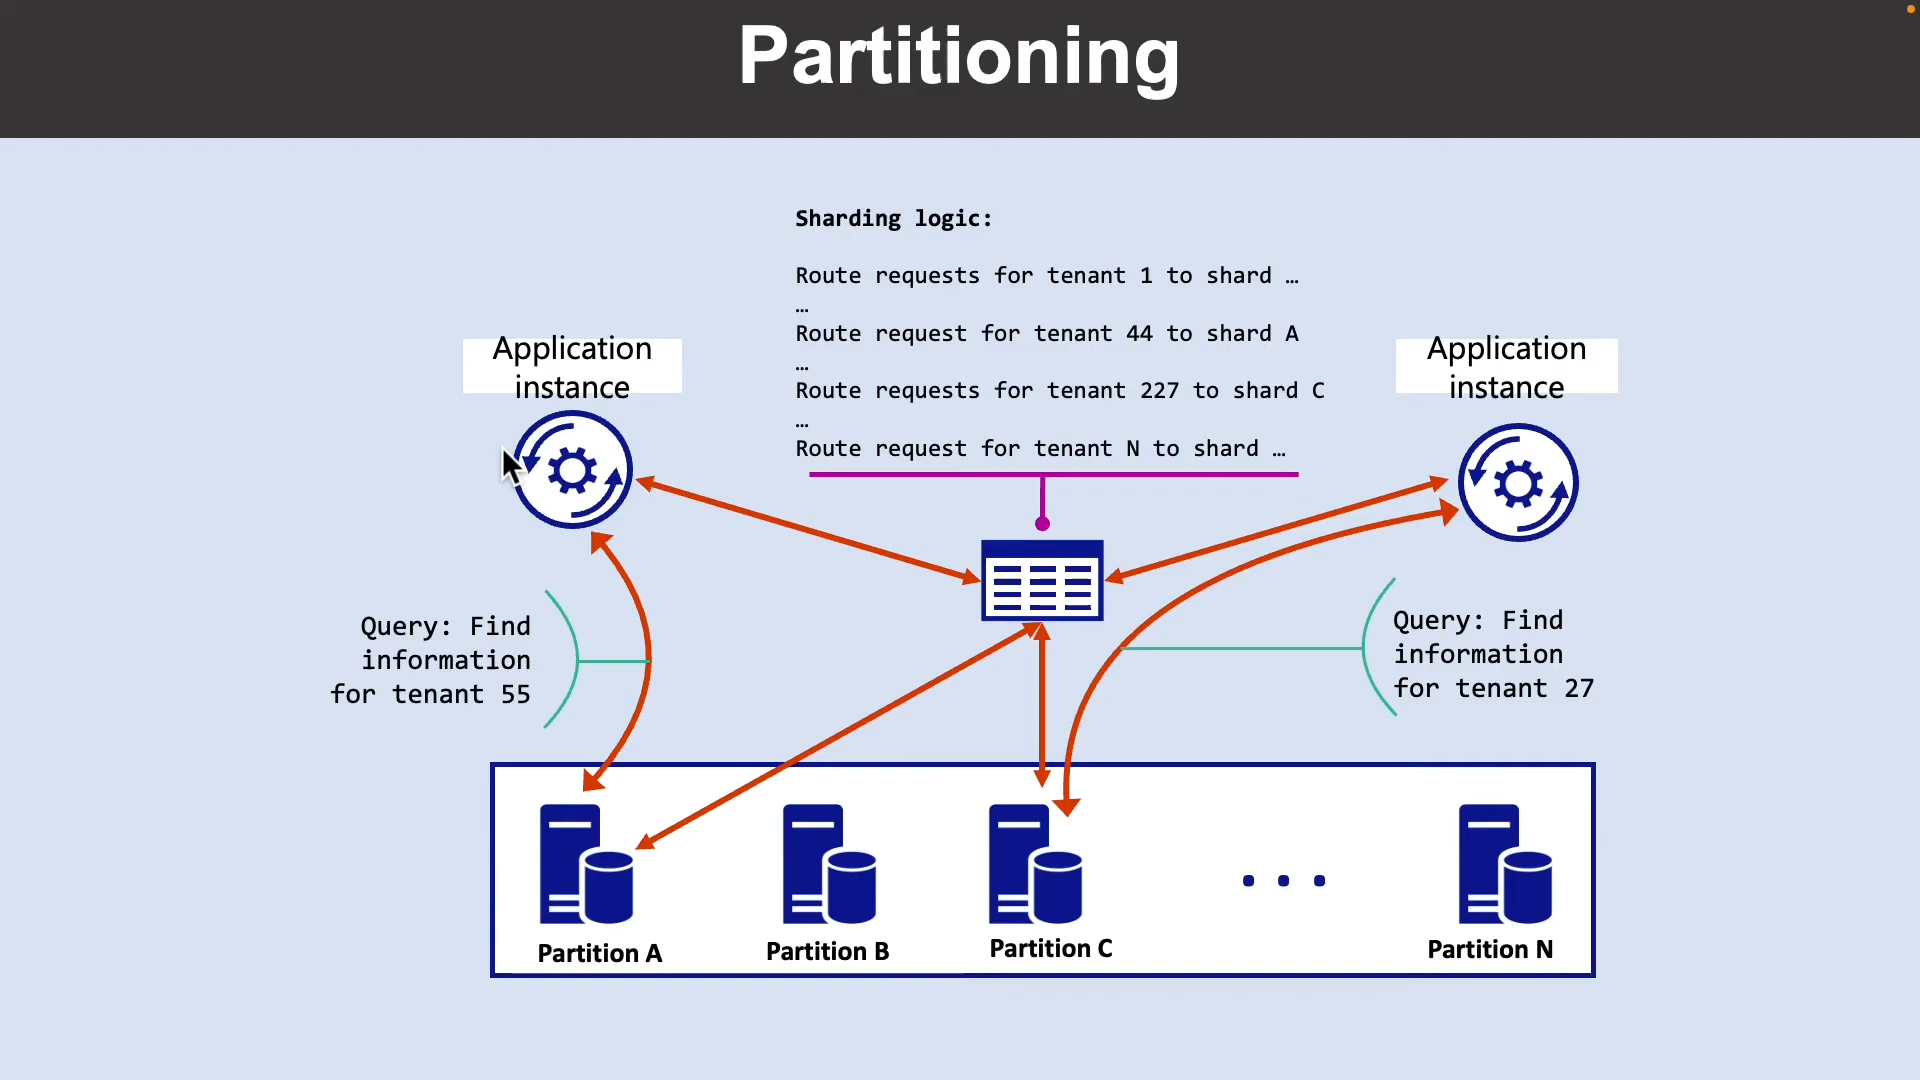 Partitioning
Sharding logic:
Route requests for tenant 1 to shard …
…
Route request for tenant 44 to shard A
…
Route requests for tenant 227 to shard C
…
Route request for tenant N to shard …
Application
instance
Application
instance
Query: Find
information
for tenant 55
Query: Find
information
for tenant 27
Partition A
Partition B
Partition C
Partition N